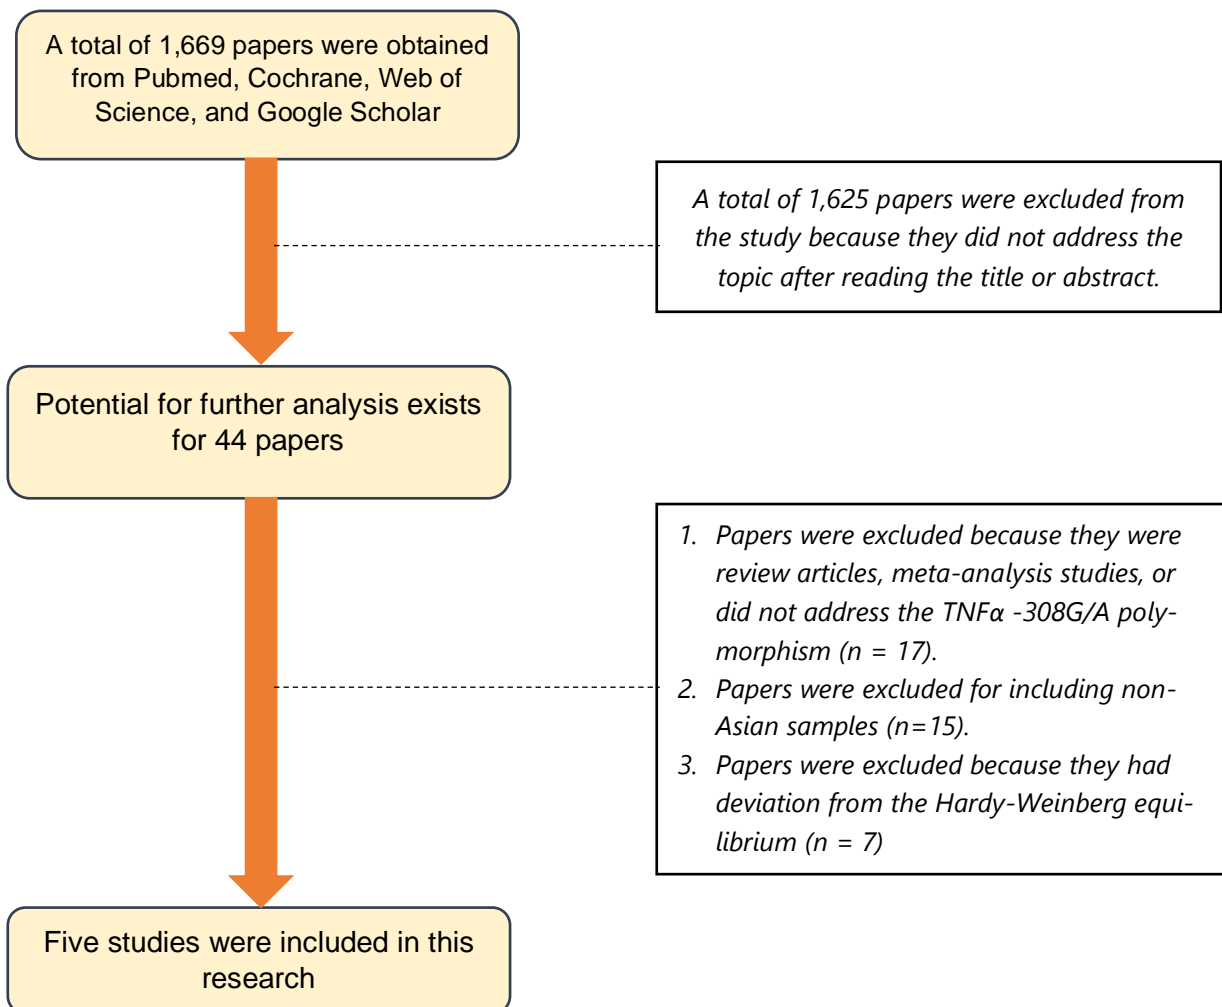 A total of 1,669 papers were obtained
from Pubmed, Cochrane, Web of
Science, and Google Scholar
A total of 1,625 papers were excluded from
the study because they did not address the
topic after reading the title or abstract.
Potential for further analysis exists
for 44 papers
1. Papers were excluded because they were
review articles, meta-analysis studies, or
did not address the TNFα -308G/A poly-
morphism (n = 17).
2. Papers were excluded for including non-
Asian samples (n=15).
3. Papers were excluded because they had
deviation from the Hardy-Weinberg equi-
librium (n = 7)
Five studies were included in this
research